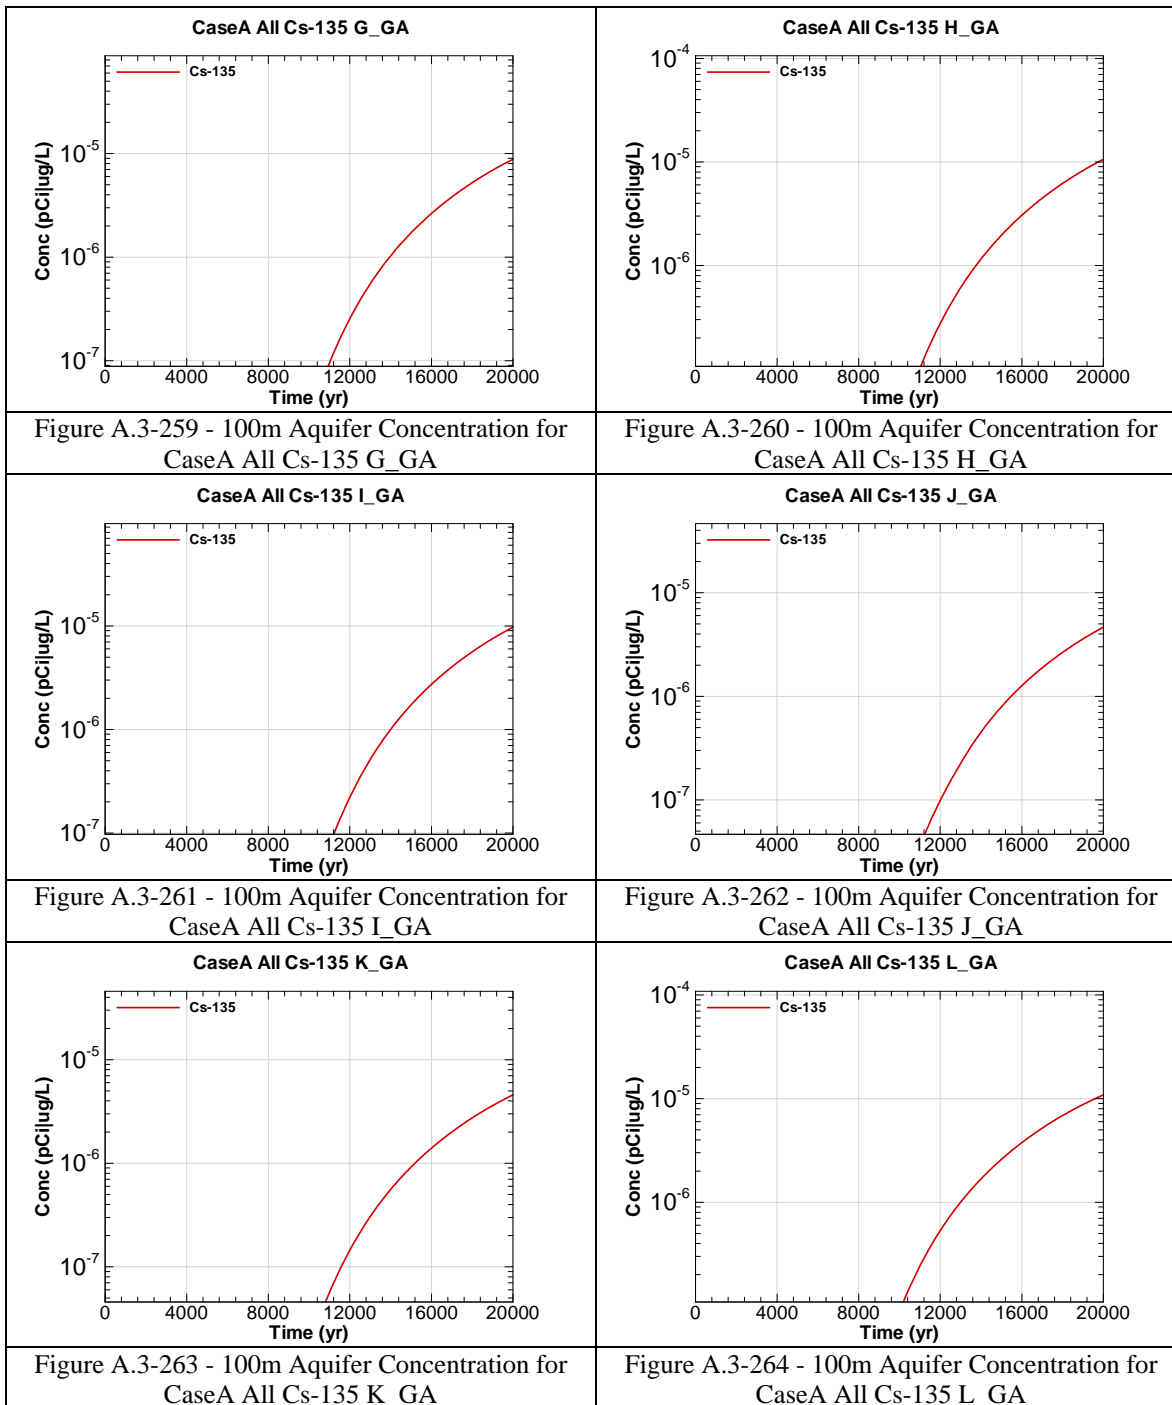 CaseA All Cs-135 G_GA
Cs-135
Conc (pCi|ug/L)
10-5
10-6
10-7
0 4000 8000 12000 16000 20000
Time (yr)
Figure A.3-259 - 100m Aquifer Concentration for
CaseA All Cs-135 G_GA
CaseA All Cs-135 H_GA
Cs-135
Conc (pCi|ug/L)
10-4
10-5
10-6
0 4000 8000 12000 16000 20000
Time (yr)
Figure A.3-260 - 100m Aquifer Concentration for
CaseA All Cs-135 H_GA
CaseA All Cs-135 I_GA
Cs-135
Conc (pCi|ug/L)
10-5
10-6
10-7
0 4000 8000 12000 16000 20000
Time (yr)
Figure A.3-261 - 100m Aquifer Concentration for
CaseA All Cs-135 I_GA
CaseA All Cs-135 J_GA
Cs-135
Conc (pCi|ug/L)
10-5
10-6
10-7
0 4000 8000 12000 16000 20000
Time (yr)
Figure A.3-262 - 100m Aquifer Concentration for
CaseA All Cs-135 J_GA
CaseA All Cs-135 K_GA
Cs-135
Conc (pCi|ug/L)
10-5
10-6
10-7
0 4000 8000 12000 16000 20000
Time (yr)
Figure A.3-263 - 100m Aquifer Concentration for
CaseA All Cs-135 K_GA
CaseA All Cs-135 L_GA
Cs-135
Conc (pCi|ug/L)
10-4
10-5
10-6
0 4000 8000 12000 16000 20000
Time (yr)
Figure A.3-264 - 100m Aquifer Concentration for
CaseA All Cs-135 L_GA